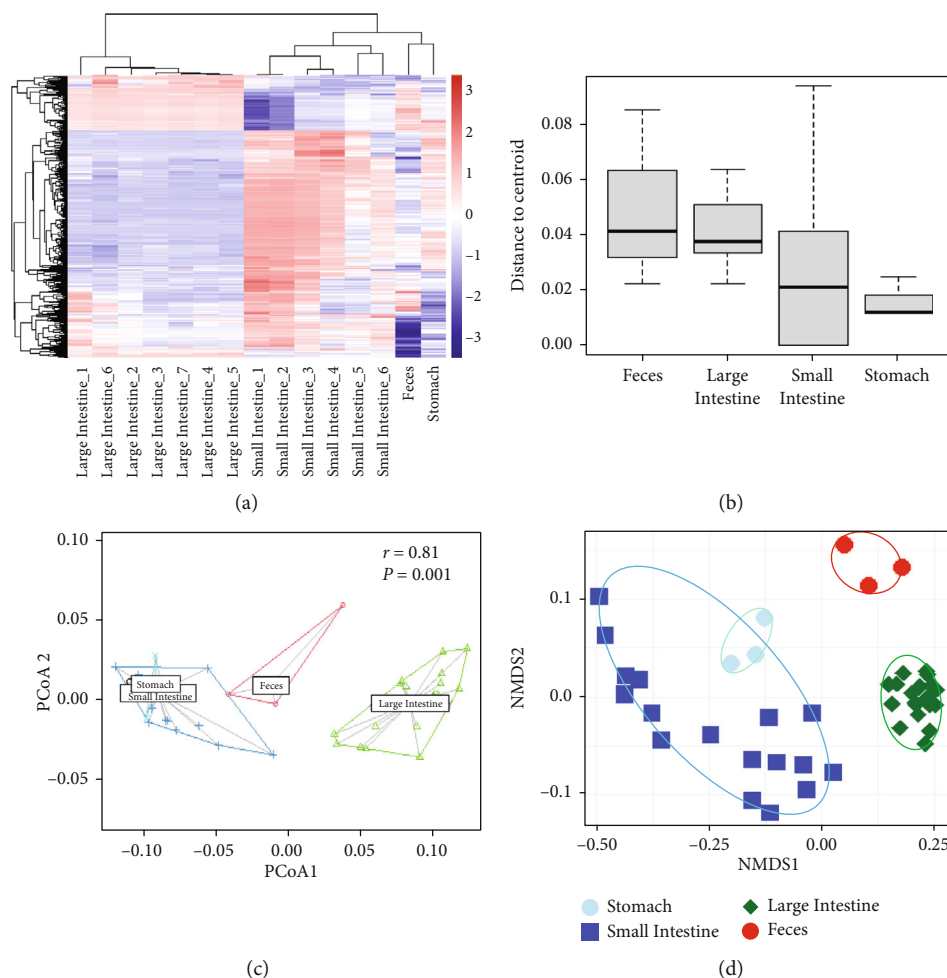 3
2
1
0
−1
−2
−3
Large Intestine_1
Large Intestine_6
Large Intestine_2
Large Intestine_3
Large Intestine_7
Large Intestine_4
Large Intestine_5
Small Intestine_1
Small Intestine_2
Small Intestine_3
Small Intestine_4
Small Intestine_5
Small Intestine_6
Feces
Stomach
(a)
Distance to centroid
0.08
0.06
0.04
0.02
0.00
Feces
Large
Intestine
Small
Intestine
Stomach
(b)
PCoA 2
0.10
0.05
0.00
−0.05
r = 0.81
P = 0.001
Stomach
Small Intestine
Feces
Large Intestine
−0.10
−0.05
0.00
0.05
0.10
PCoA1
(c)
NMDS2
0.1
0.0
−0.1
−0.50
−0.25
0.00
0.25
NMDS1
Stomach
Large Intestine
Small Intestine
Feces
(d)